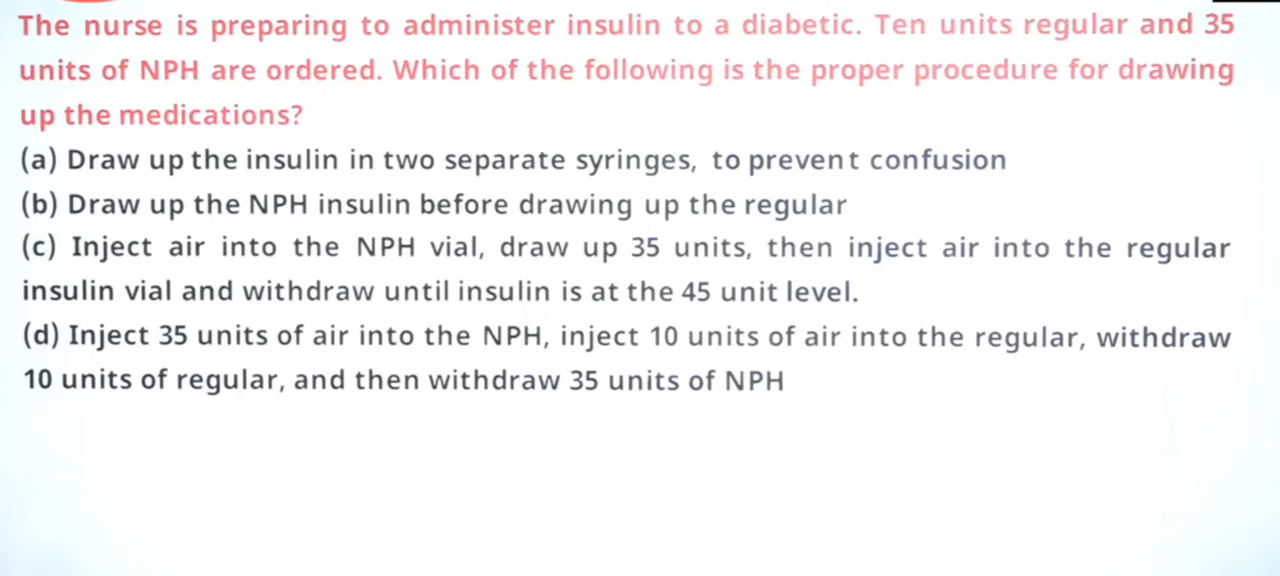 The nurse is preparing to administer insulin to a diabetic. Ten units regular and 35
units of NPH are ordered. Which of the following is the proper procedure for drawing
up the medications?
(a) Draw up the insulin in two separate syringes, to prevent confusion
(b) Draw up the NPH insulin before drawing up the regular
(c) Inject air into the NPH vial, draw up 35 units, then inject air into the regular
insulin vial and withdraw until insulin is at the 45 unit level.
(d) Inject 35 units of air into the NPH, inject 10 units of air into the regular, withdraw
10 units of regular, and then withdraw 35 units of NPH